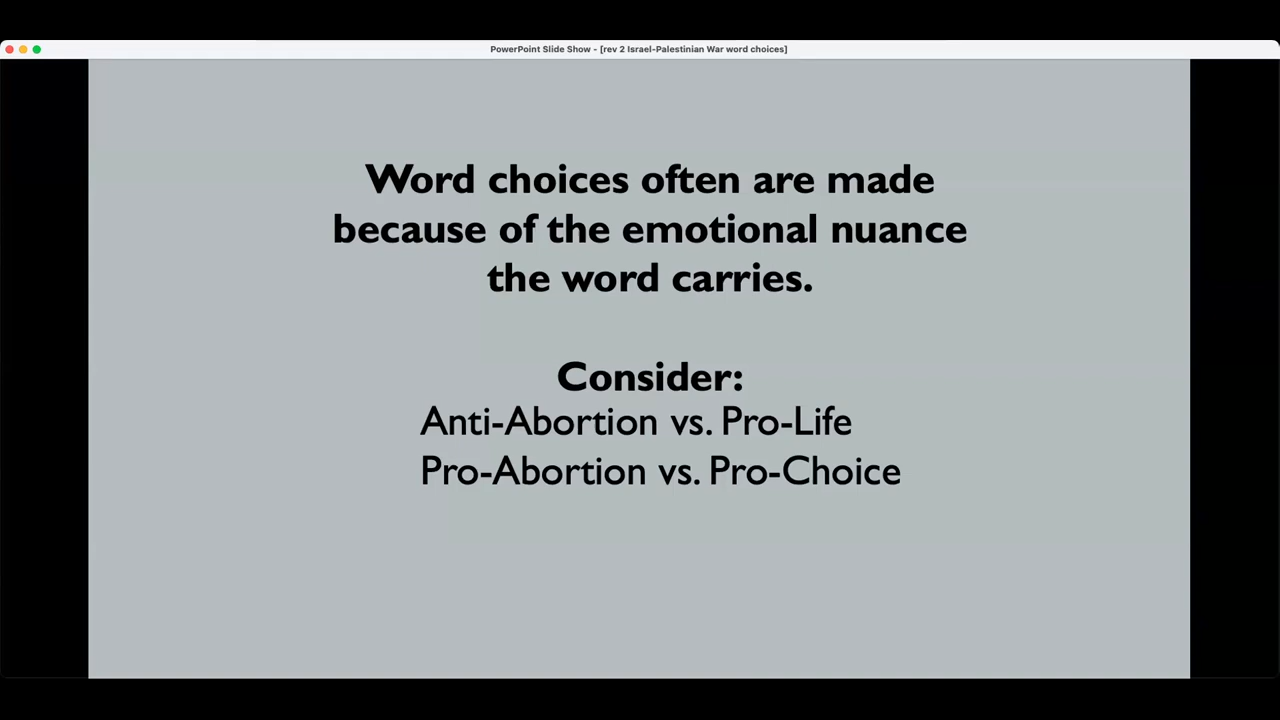 PowerPoint Slide Show - [rev 2 Israel-Palestinian War word choices]
Word choices often are made
because of the emotional nuance
the word carries.
Consider:
Anti-Abortion vs. Pro-Life
Pro-Abortion vs. Pro-Choice